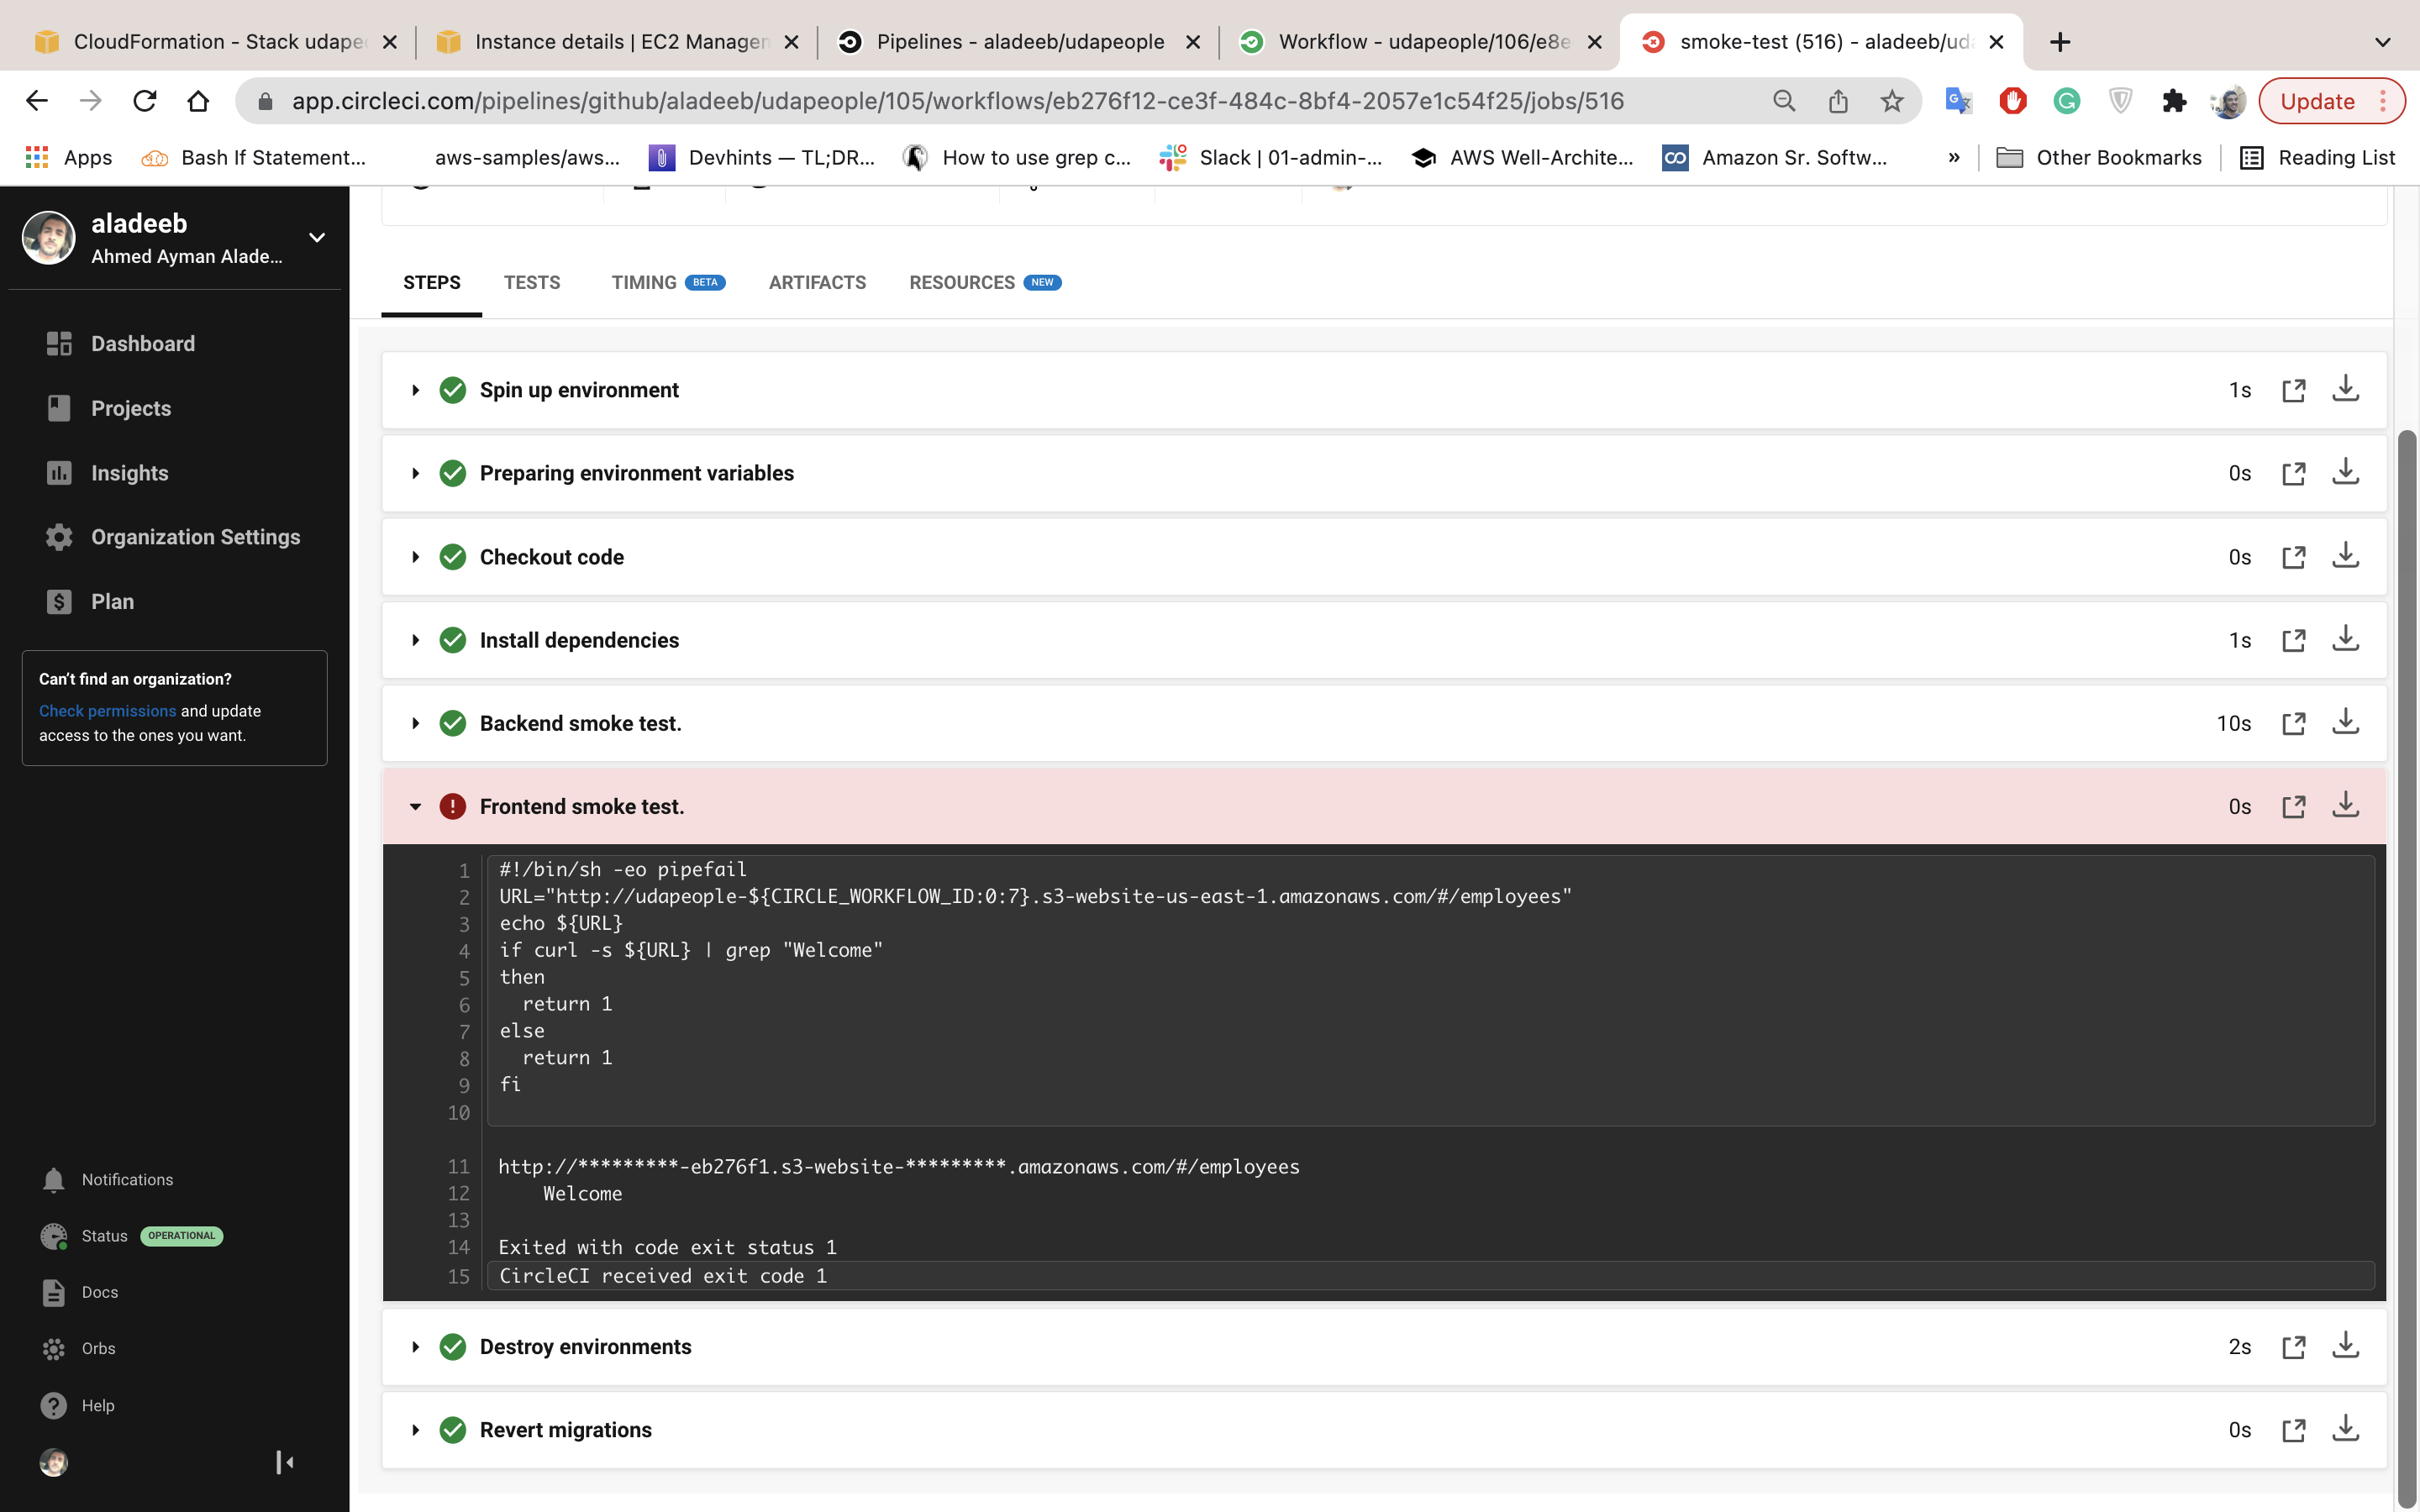 CloudFormation - Stack udape
Instance details | EC2 Manager
Pipelines - aladeeb/udapeople
Workflow - udapeople/106/e8e
smoke-test (516) - aladeeb/uda
app.circleci.com/pipelines/github/aladeeb/udapeople/105/workflows/eb276f12-ce3f-484c-8bf4-2057e1c54f25/jobs/516
Update
Apps
Bash If Statement...
aws-samples/aws...
Devhints — TL;DR...
How to use grep c...
Slack | 01-admin-...
AWS Well-Archite...
Amazon Sr. Softw...
»
Other Bookmarks
Reading List
aladeeb
Ahmed Ayman Alade...
Dashboard
Projects
Insights
Organization Settings
Plan
Can't find an organization?
Check permissions and update
access to the ones you want.
Notifications
Status OPERATIONAL
Docs
Orbs
Help
STEPS
TESTS
TIMING BETA
ARTIFACTS
RESOURCES NEW
Spin up environment 1s
Preparing environment variables 0s
Checkout code 0s
Install dependencies 1s
Backend smoke test. 10s
Frontend smoke test. 0s
1 #!/bin/sh -eo pipefail
2 URL="http://udapeople-${CIRCLE_WORKFLOW_ID:0:7}.s3-website-us-east-1.amazonaws.com/#/employees"
3 echo ${URL}
4 if curl -s ${URL} | grep "Welcome"
5 then
6   return 1
7 else
8   return 1
9 fi
10
11 http://*********-eb276f1.s3-website-*********.amazonaws.com/#/employees
12     Welcome
13
14 Exited with code exit status 1
15 CircleCI received exit code 1
Destroy environments 2s
Revert migrations 0s